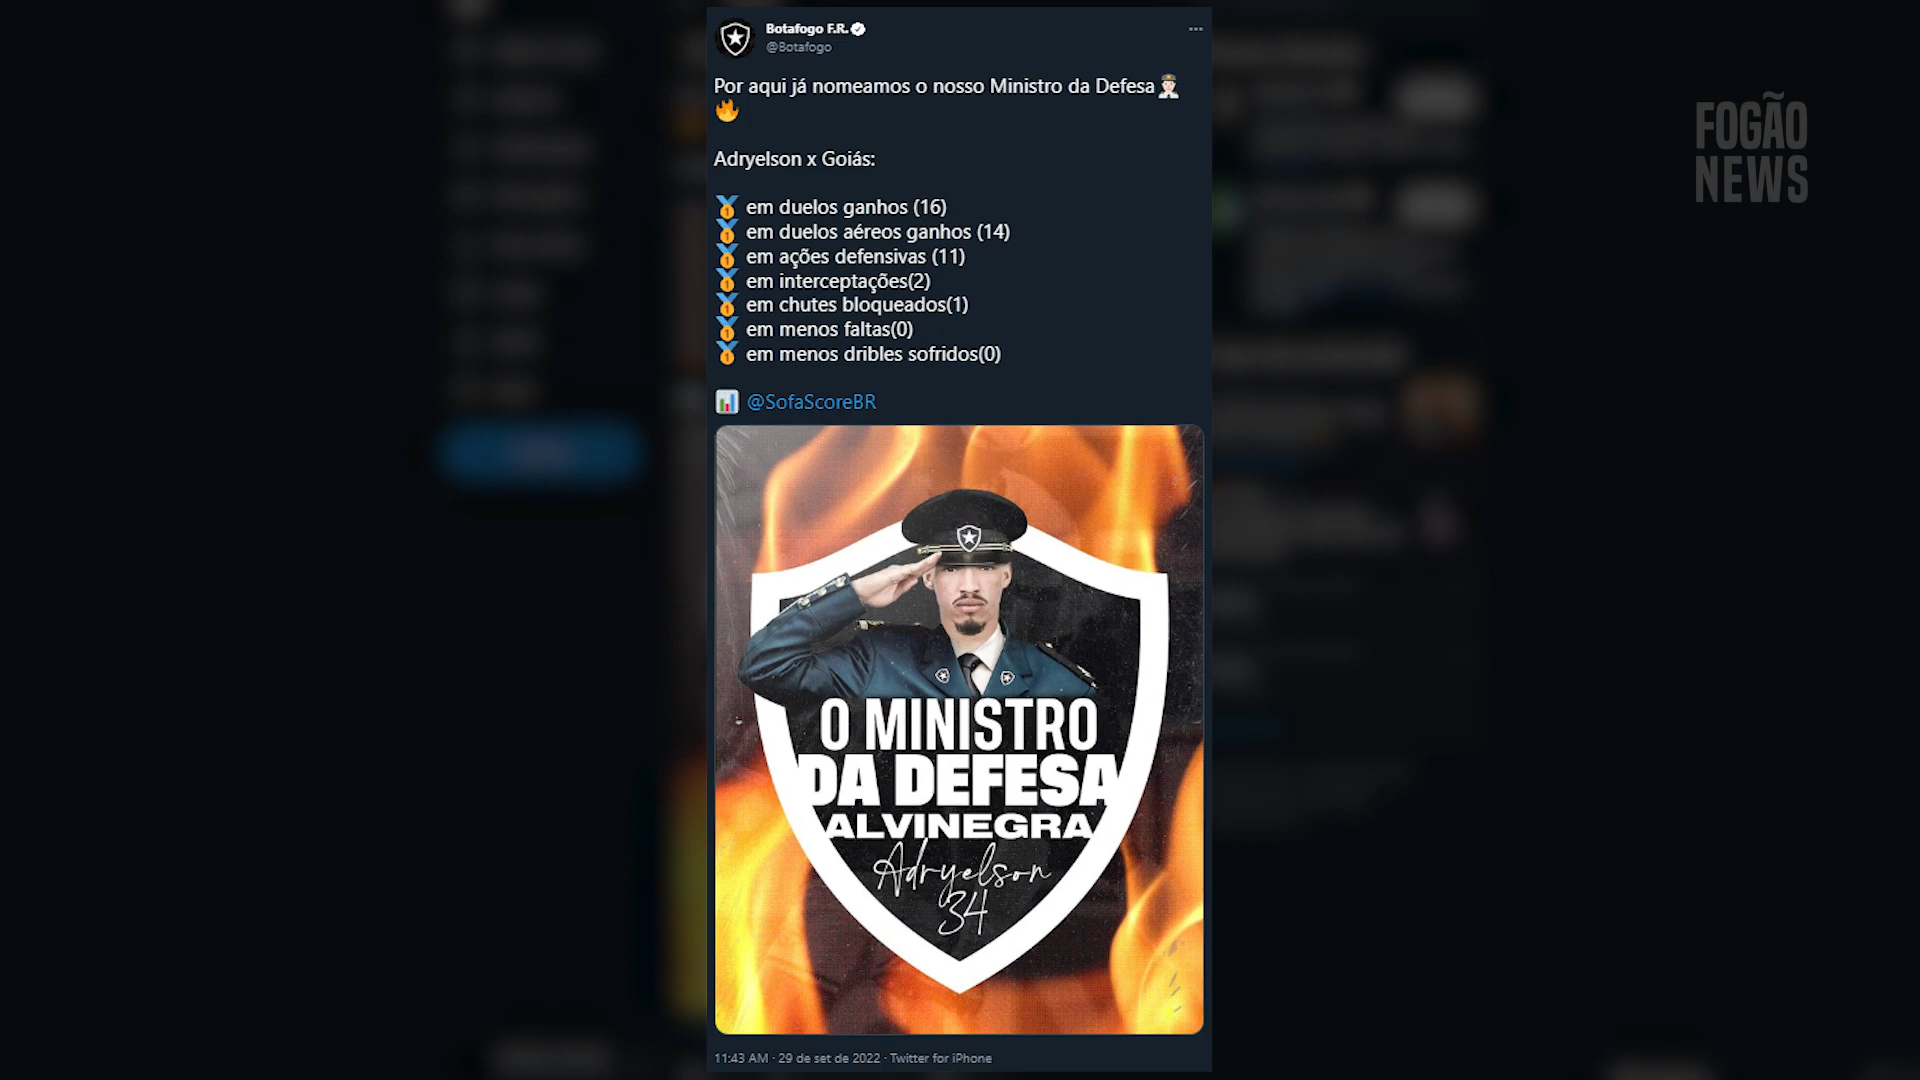 Botafogo F.R.
@Botafogo
Por aqui já nomeamos o nosso Ministro da Defesa
Adryelson x Goiás:
em duelos ganhos (16)
em duelos aéreos ganhos (14)
em ações defensivas (11)
em interceptações(2)
em chutes bloqueados(1)
em menos faltas(0)
em menos dribles sofridos(0)
@SofaScoreBR
O MINISTRO
DA DEFESA
ALVINEGRA
Adryelson
34
11:43 AM · 29 de set de 2022 · Twitter for iPhone
FOGÃO
NEWS